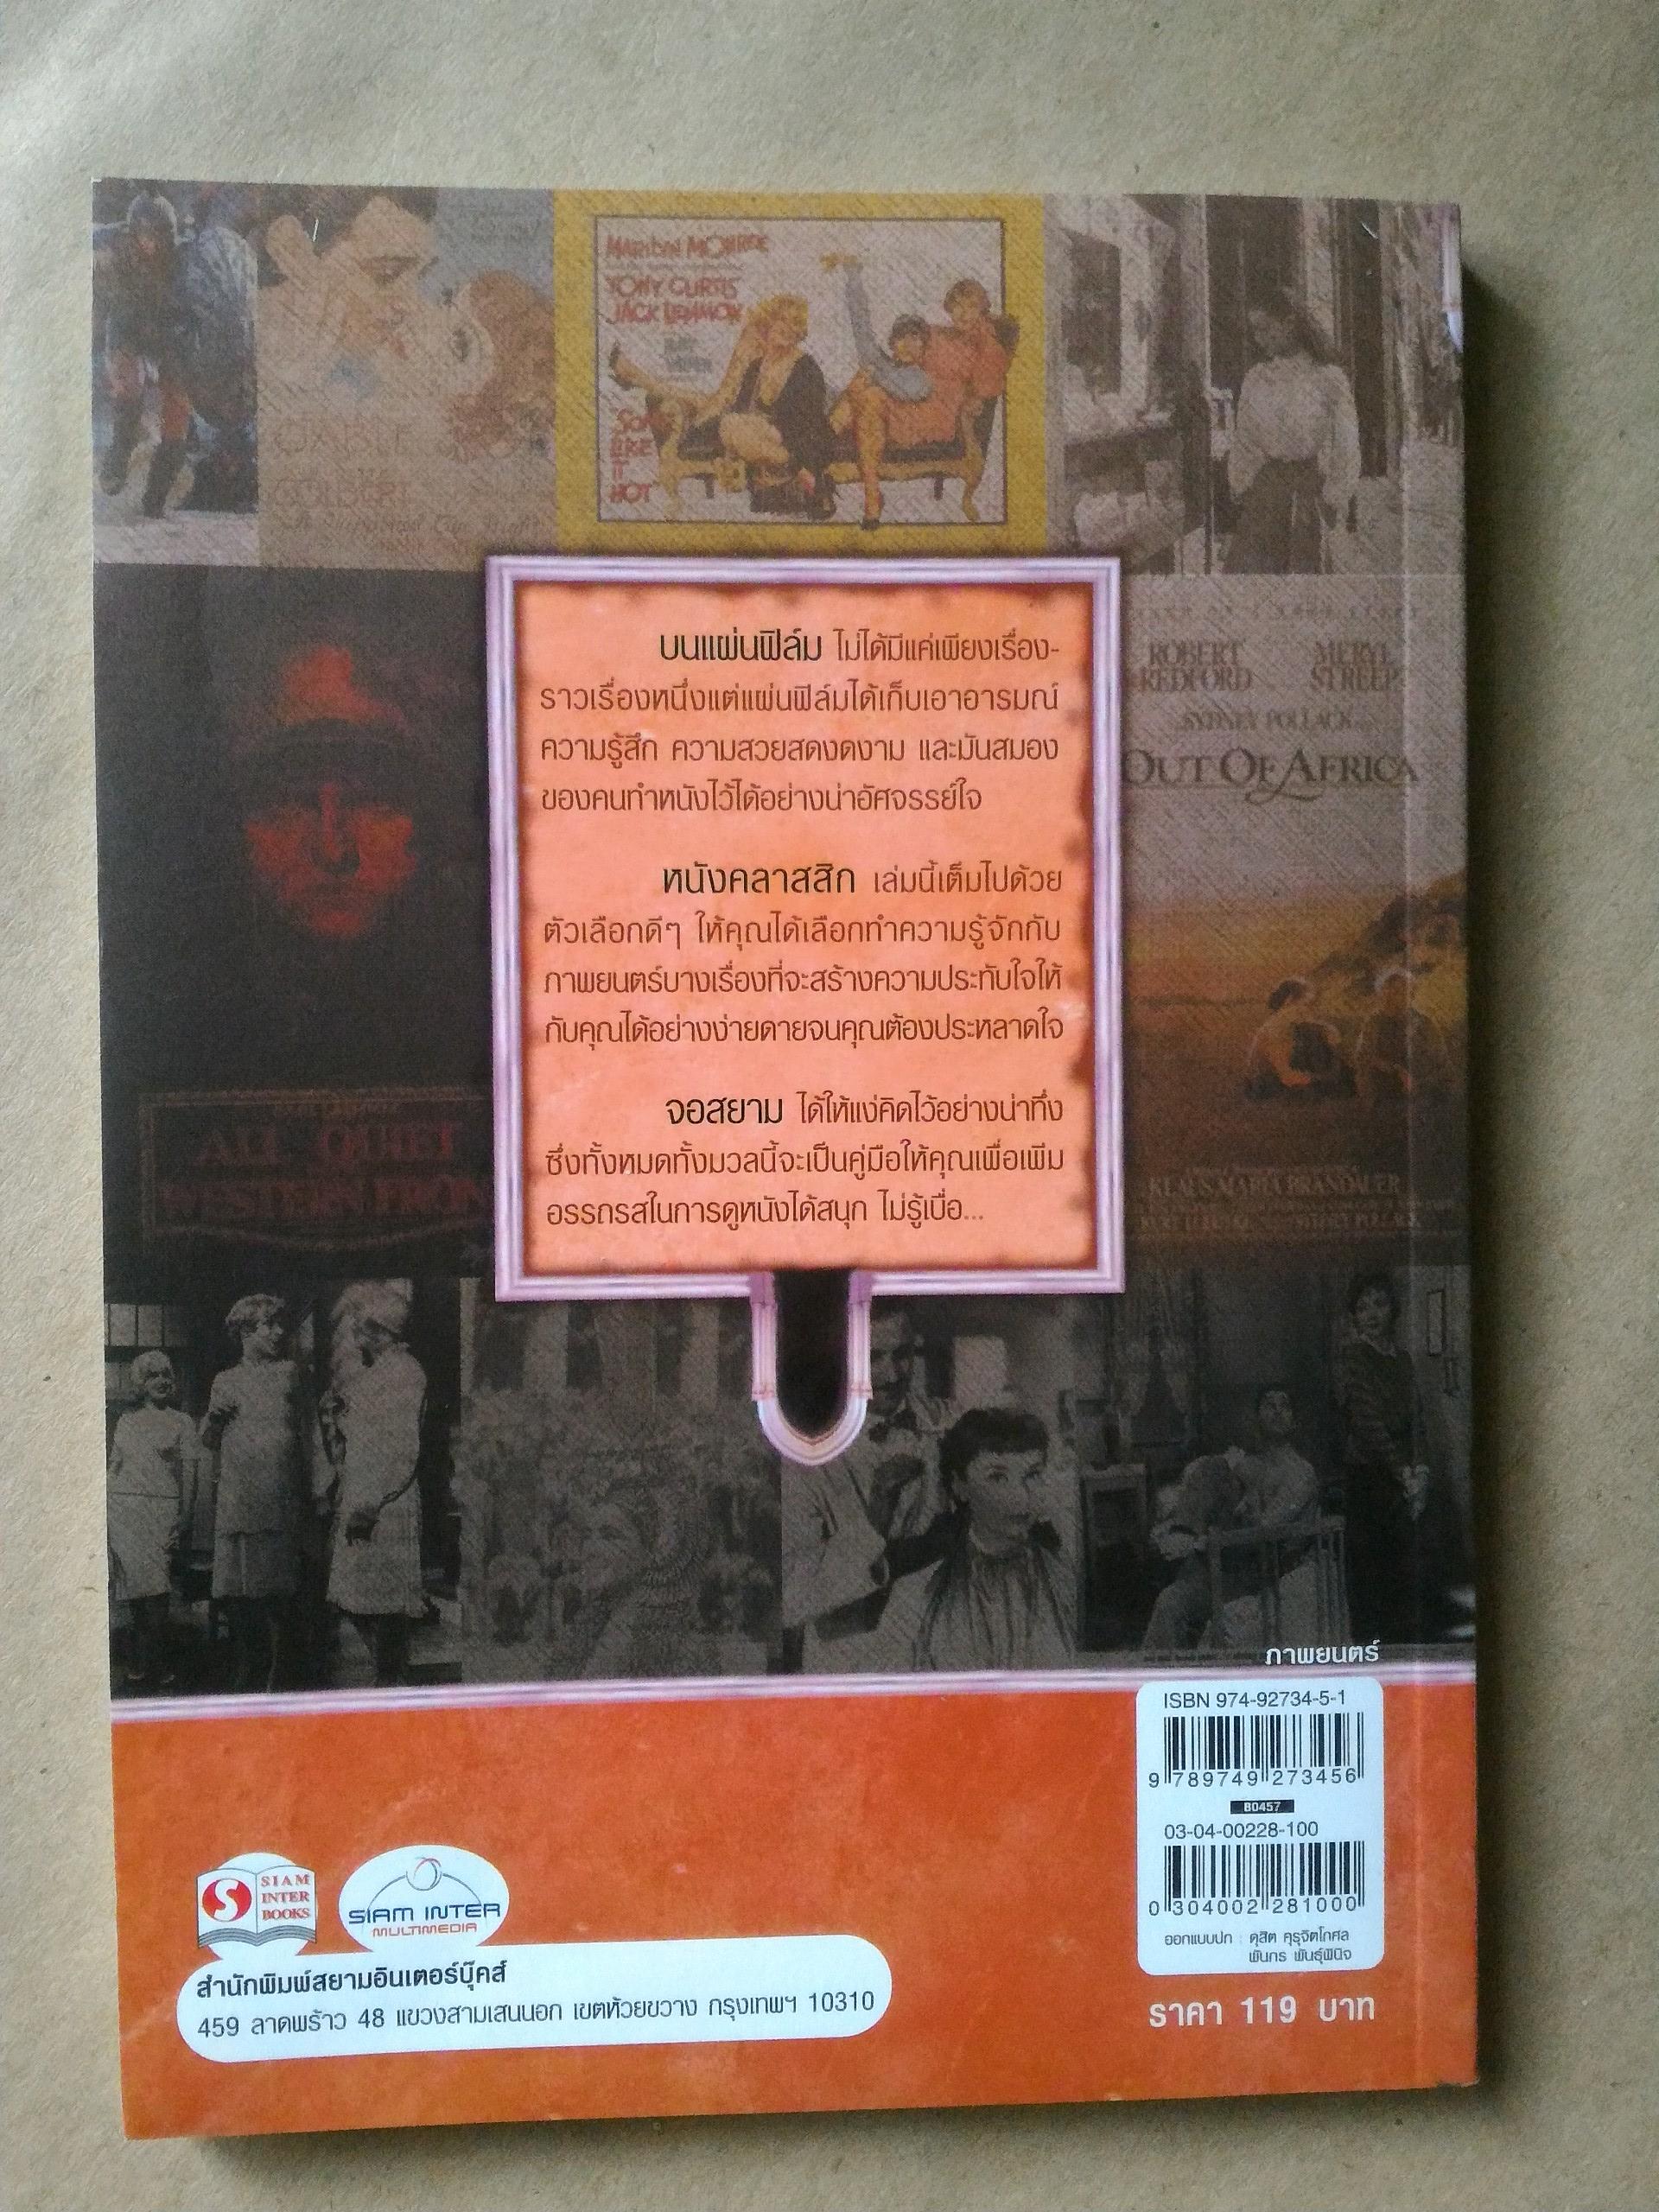 MARILYN MONROE
TONY CURTIS
JACK LEMMON
SOME
LIKE
IT
HOT
GABLE
COLBERT
บนแผ่นฟิล์ม ไม่ได้มีแค่เพียงเรื่อง-
ราวเรื่องหนึ่งแต่แผ่นฟิล์มได้เก็บเอาอารมณ์
ความรู้สึก ความสวยสดงดงาม และมันสมอง
ของคนทำหนังไว้ได้อย่างน่าอัศจรรย์ใจ
หนังคลาสสิก เล่มนี้เต็มไปด้วย
ตัวเลือกดีๆ ให้คุณได้เลือกทำความรู้จักกับ
ภาพยนตร์บางเรื่องที่จะสร้างความประทับใจให้
กับคุณได้อย่างง่ายดายจนคุณต้องประหลาดใจ
จอสยาม ได้ให้แง่คิดไว้อย่างน่าทึ่ง
ซึ่งทั้งหมดทั้งมวลนี้จะเป็นคู่มือให้คุณเพื่อเพิ่ม
อรรถรสในการดูหนังได้สนุก ไม่รู้เบื่อ...
ROBERT MERYL
REDFORD STREEP
SYDNEY POLLACK
OUT OF AFRICA
KLAUS MARIA BRANDAUER
ALL QUIET
WESTERN FRON
ภาพยนตร์
ISBN 974-92734-5-1
9 789749 273456
B0457
03-04-00228-100
0 304002 281000
ออกแบบปก : ดุสิต คุรุจิตโกศล
พันกร พันธุ์พินิจ
ราคา 119 บาท
S
SIAM
INTER
BOOKS
SIAM INTER
MULTIMEDIA
สำนักพิมพ์สยามอินเตอร์บุ๊คส์
459 ลาดพร้าว 48 แขวงสามเสนนอก เขตห้วยขวาง กรุงเทพฯ 10310